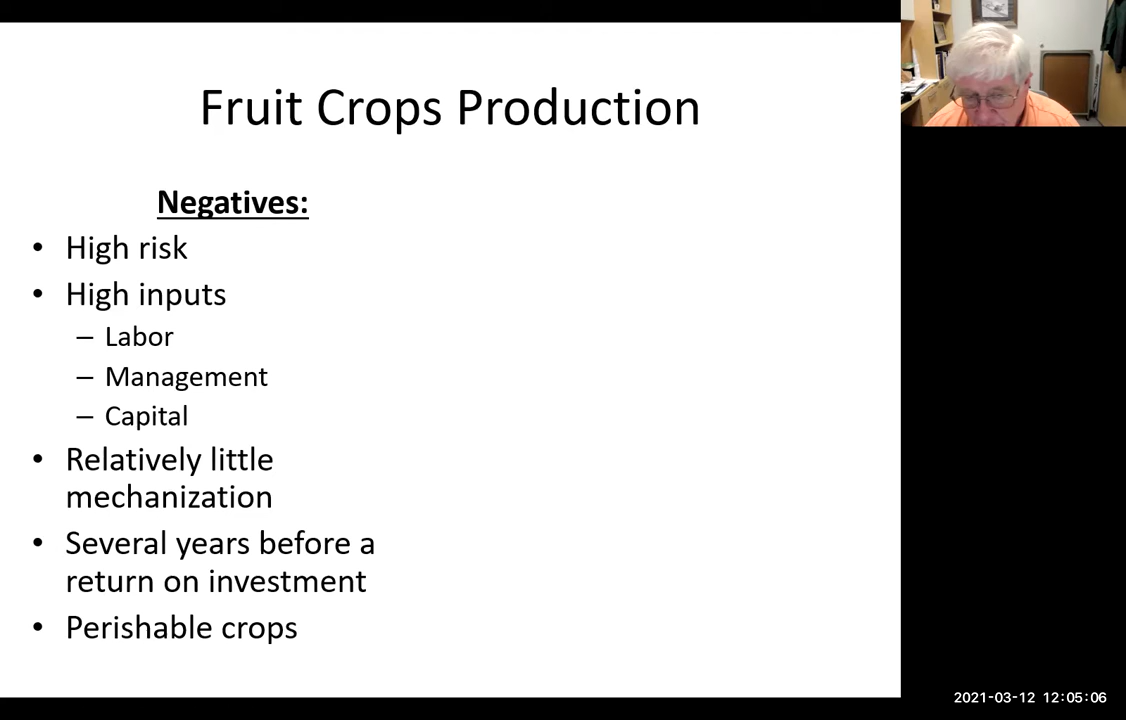 Fruit Crops Production
Negatives:
• High risk
• High inputs
– Labor
– Management
– Capital
• Relatively little
mechanization
• Several years before a
return on investment
• Perishable crops
2021-03-12 12:05:06